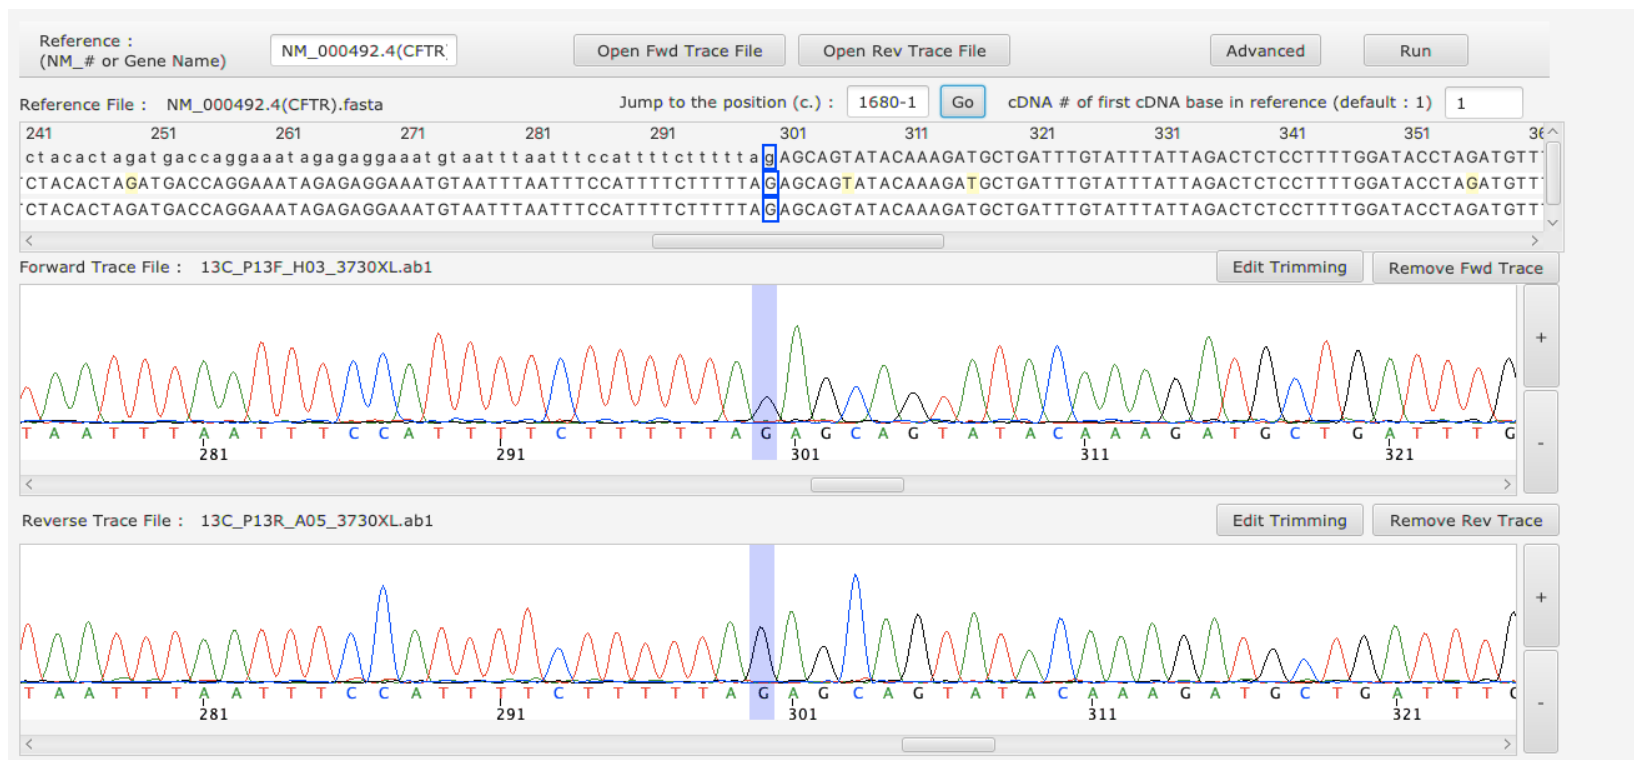 Reference :
(NM_# or Gene Name)
NM_000492.4(CFTR
Open Fwd Trace File
Open Rev Trace File
Advanced
Run
Reference File : NM_000492.4(CFTR).fasta
Jump to the position (c.) : 1680-1
Go
cDNA # of first cDNA base in reference (default : 1) 1
241 251 261 271 281 291 301 311 321 331 341 351 36
ctacactagatgaccaggaaatagagaggaaatgtaatttaatttccattttctttttagAGCAGTATACAAAGATGCTGATTTGTATTTATTAGACTCTCCTTTTGGATACCTAGATGTT
CTACACTAGATGACCAGGAAATAGAGAGGAAATGTAATTTAATTTCCATTTTCTTTTTAGAGCAGTATACAAAGATGCTGATTTGTATTTATTAGACTCTCCTTTTGGATACCTAGATGTT
CTACACTAGATGACCAGGAAATAGAGAGGAAATGTAATTTAATTTCCATTTTCTTTTTAGAGCAGTATACAAAGATGCTGATTTGTATTTATTAGACTCTCCTTTTGGATACCTAGATGTT
Forward Trace File : 13C_P13F_H03_3730XL.ab1
Edit Trimming
Remove Fwd Trace
+
T A A T T T A A T T T C C A T T T T C T T T T T A G A G C A G T A T A C A A A G A T G C T G A T T T G
-
281 291 301 311 321
Reverse Trace File : 13C_P13R_A05_3730XL.ab1
Edit Trimming
Remove Rev Trace
+
T A A T T T A A T T T C C A T T T T C T T T T T A G A G C A G T A T A C A A A G A T G C T G A T T T G
-
281 291 301 311 321